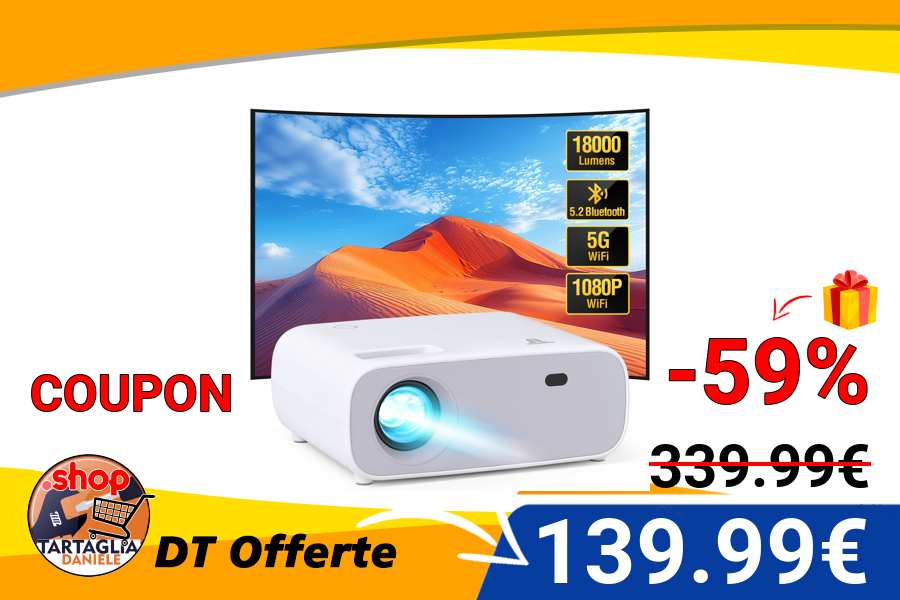 18000
Lumens
5.2 Bluetooth
5G
WiFi
1080P
WiFi
-59%
COUPON
339.99€
139.99€
.shop
TARTAGLIA
DANIELE
DT Offerte